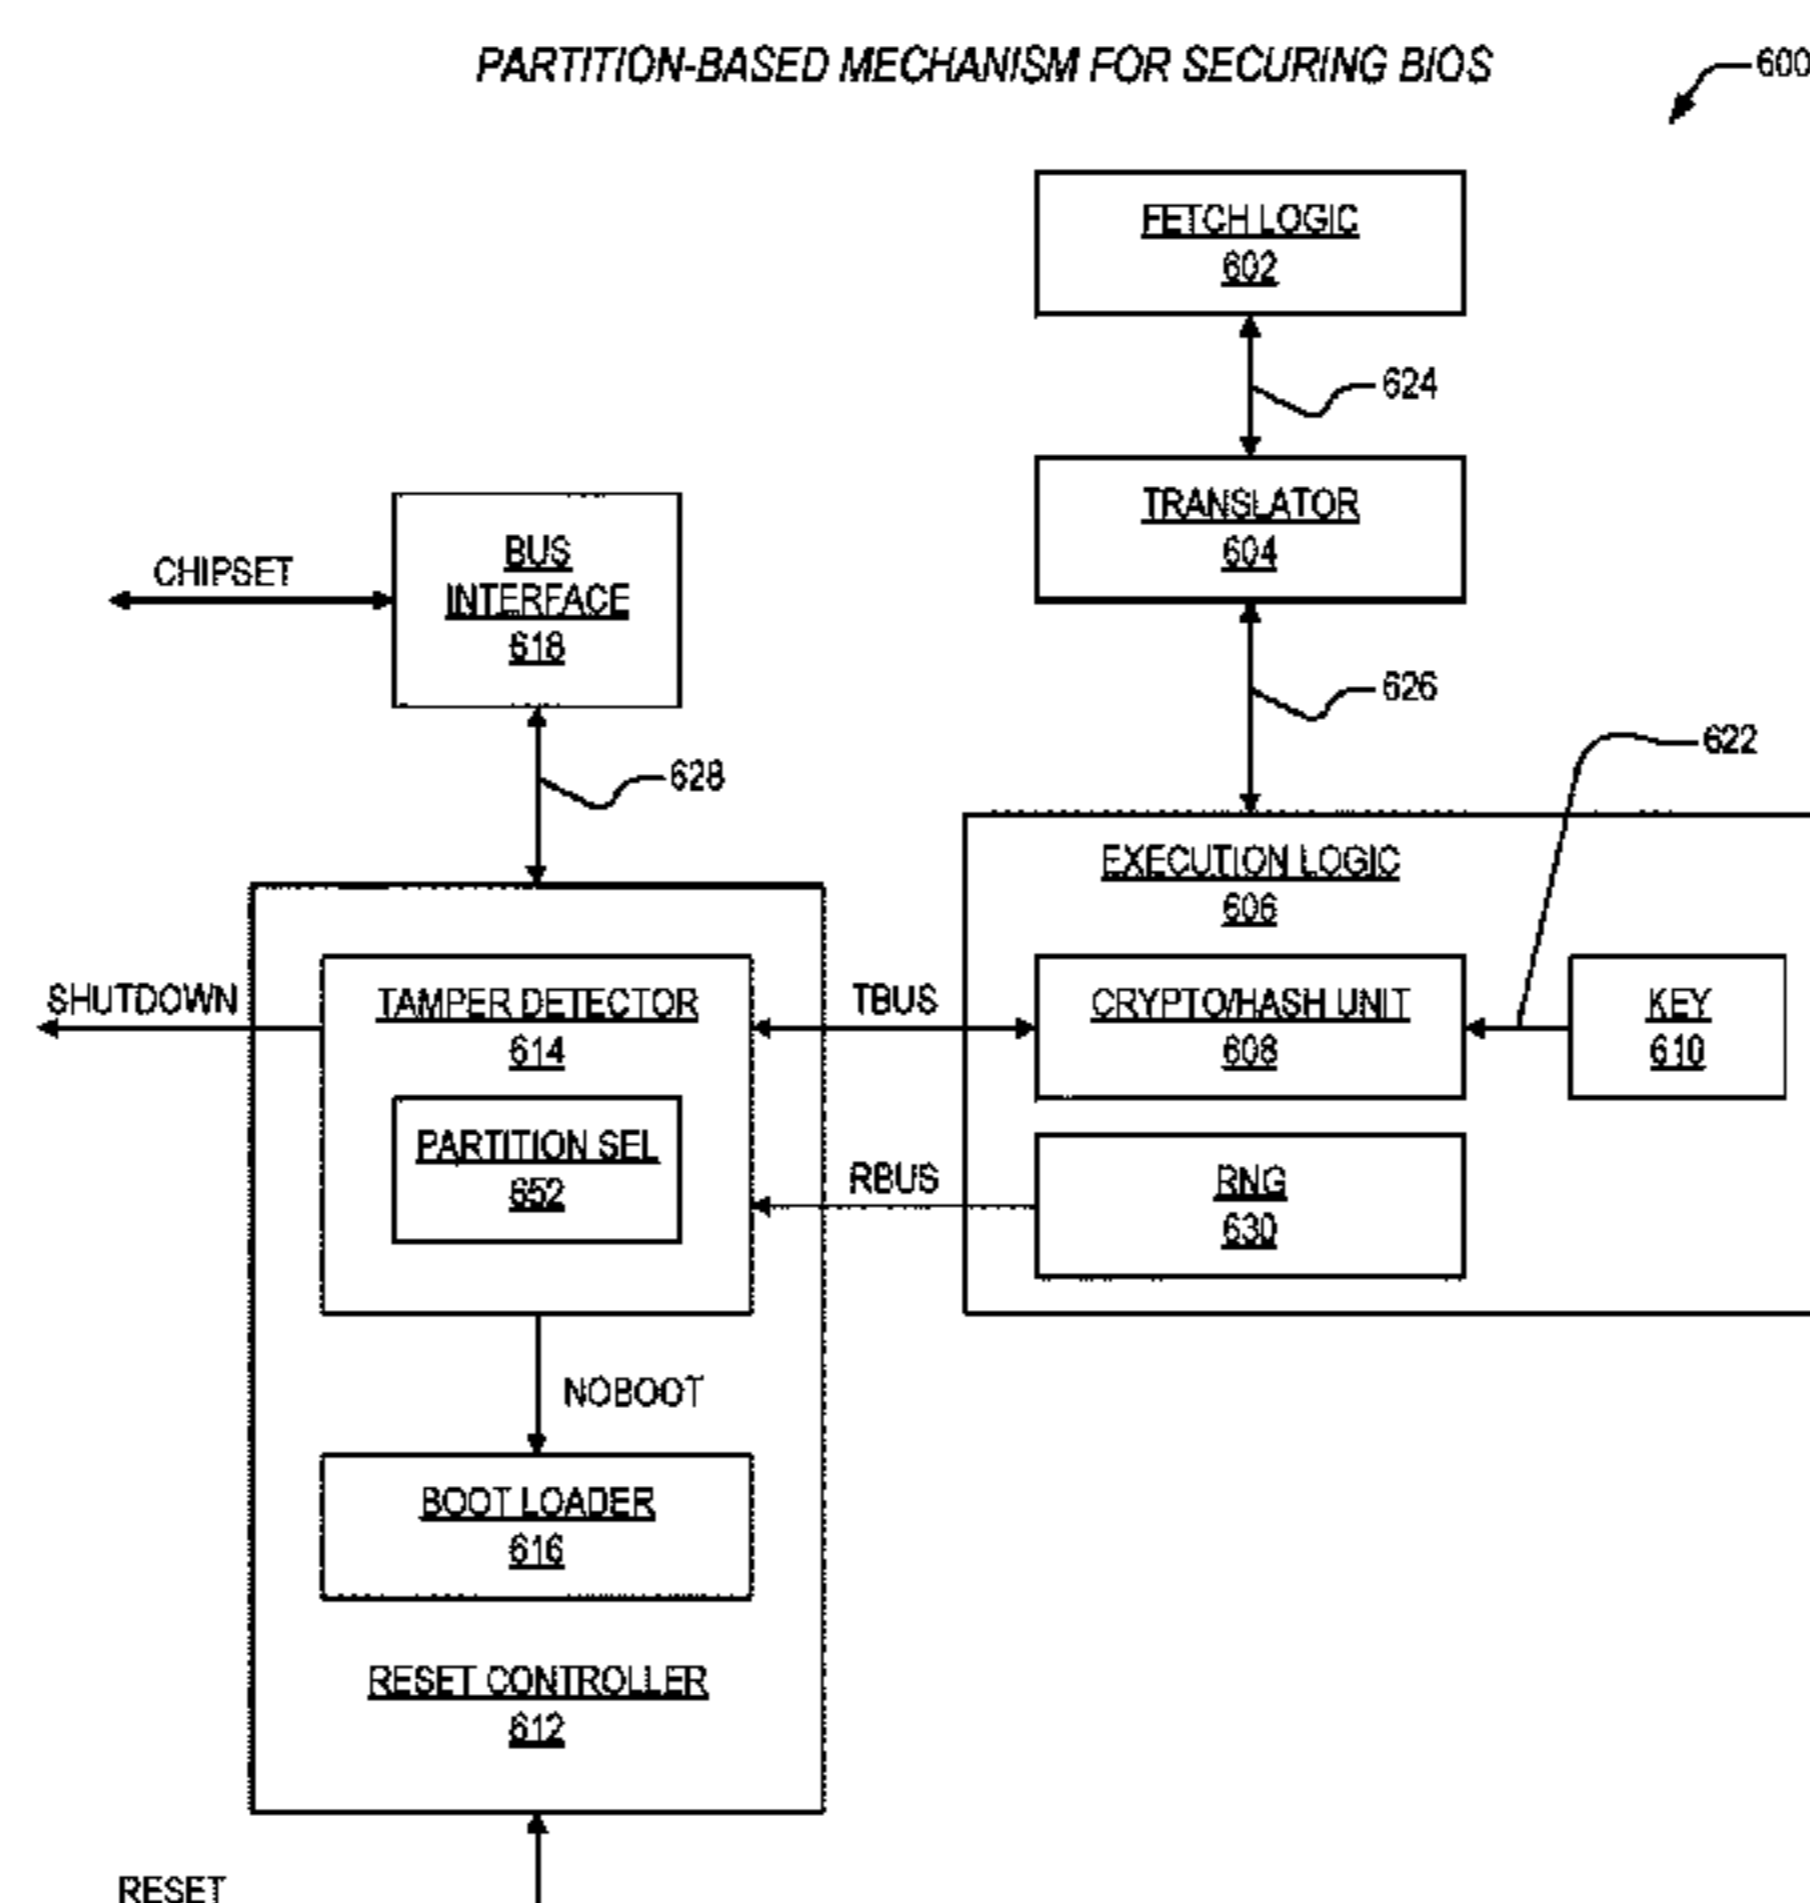 PARTITION-BASED MECHANISM FOR SECURING BIOS
600
FETCH LOGIC
602
624
TRANSLATOR
604
CHIPSET
BUS
INTERFACE
618
626
622
628
EXECUTION LOGIC
606
SHUTDOWN
TAMPER DETECTOR
614
TBUS
CRYPTO/HASH UNIT
608
KEY
610
PARTITION SEL
652
RBUS
RNG
630
NOBOOT
BOOT LOADER
616
RESET CONTROLLER
612
RESET